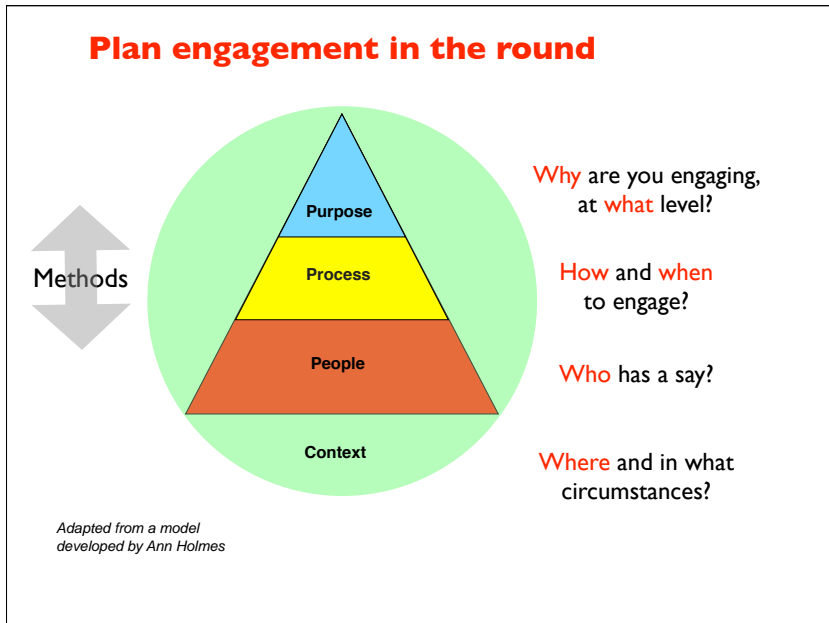 Plan engagement in the round
Purpose
Why are you engaging,
at what level?
Methods
Process
How and when
to engage?
People
Who has a say?
Context
Where and in what
circumstances?
Adapted from a model
developed by Ann Holmes